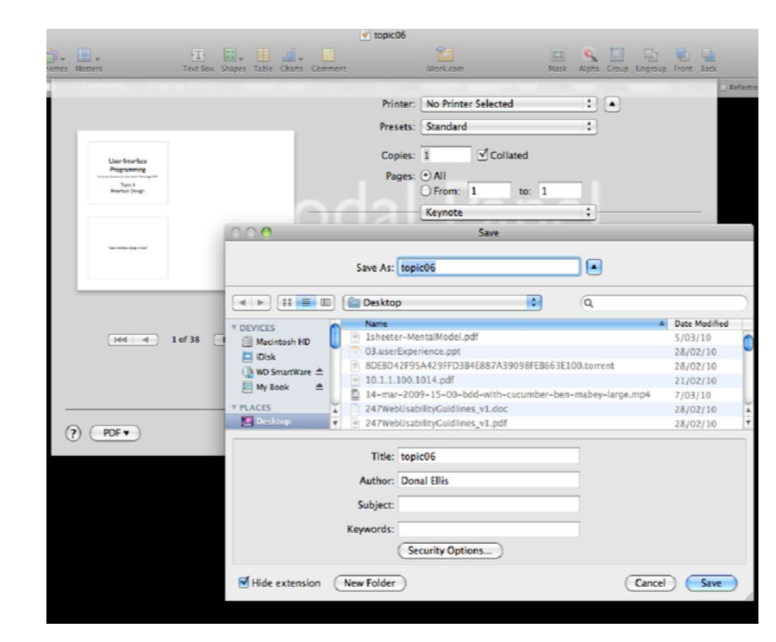 topic06
Themes Masters Text Box Shapes Table Charts Comment iWork.com Mask Alpha Group Ungroup Front Back
Printer: No Printer Selected
Presets: Standard
Copies: 1 Collated
Pages: All
From: 1 to: 1
Keynote
User Interface
Programming
Topic 6
Interface Design
1 of 38
PDF
Save
Save As: topic06
Desktop
DEVICES
Macintosh HD
iDisk
WD SmartWare
My Book
PLACES
Desktop
Name Date Modified
1sheeter-MentalModel.pdf 5/03/10
03.userExperience.ppt 28/02/10
8DEBD42F95A429FFD3B4E887A39098FEB663E100.torrent 28/02/10
10.1.1.100.1014.pdf 21/02/10
14-mar-2009-15-00-bdd-with-cucumber-ben-mabey-large.mp4 7/03/10
247WebUsabilityGuidlines_v1.doc 28/02/10
247WebUsabilityGuidlines_v1.pdf 28/02/10
Title: topic06
Author: Donal Ellis
Subject:
Keywords:
Security Options...
Hide extension New Folder Cancel Save